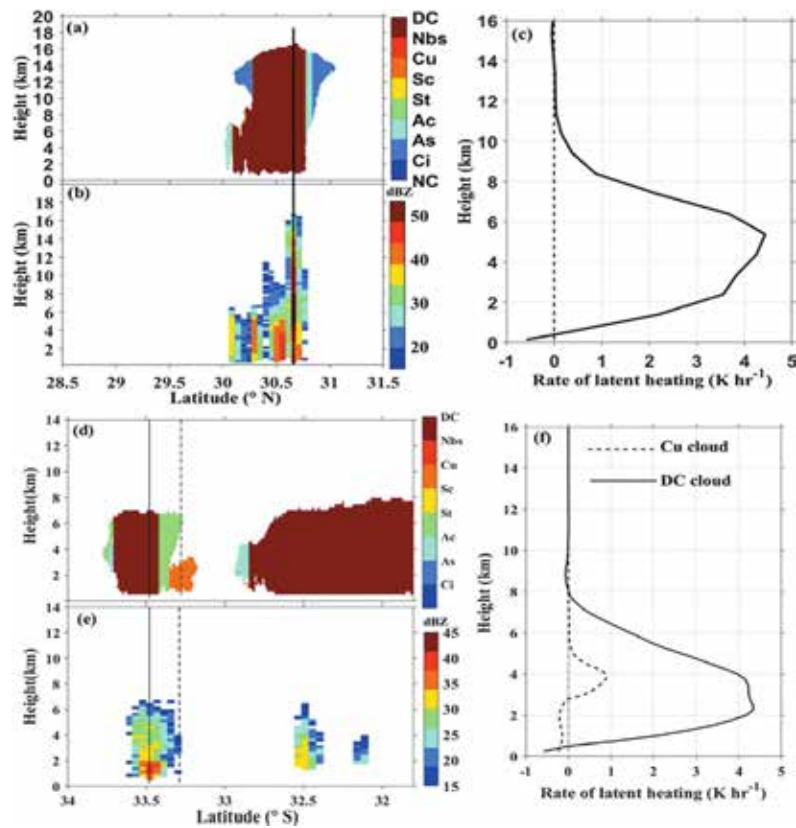 (a)
Height (km)
20
18
16
14
12
10
8
6
4
2
0
DC
Nbs
Cu
Sc
St
Ac
As
Ci
NC
(b)
Height (km)
18
16
14
12
10
8
6
4
2
dBZ
50
40
30
20
28.5 29 29.5 30 30.5 31 31.5
Latitude (° N)
(c)
Height (km)
16
14
12
10
8
6
4
2
0
-1 0 1 2 3 4 5
Rate of latent heating (K hr⁻¹)
(d)
Height(km)
14
12
10
8
6
4
2
DC
Nbs
Cu
Sc
St
Ac
As
Ci
(e)
Height(km)
14
12
10
8
6
4
2
0
dBZ
45
40
35
30
25
20
15
34 33.5 33 32.5 32
Latitude (° S)
(f)
Cu cloud
DC cloud
Height (km)
16
14
12
10
8
6
4
2
0
-1 0 1 2 3 4 5
Rate of latent heating (K hr⁻¹)